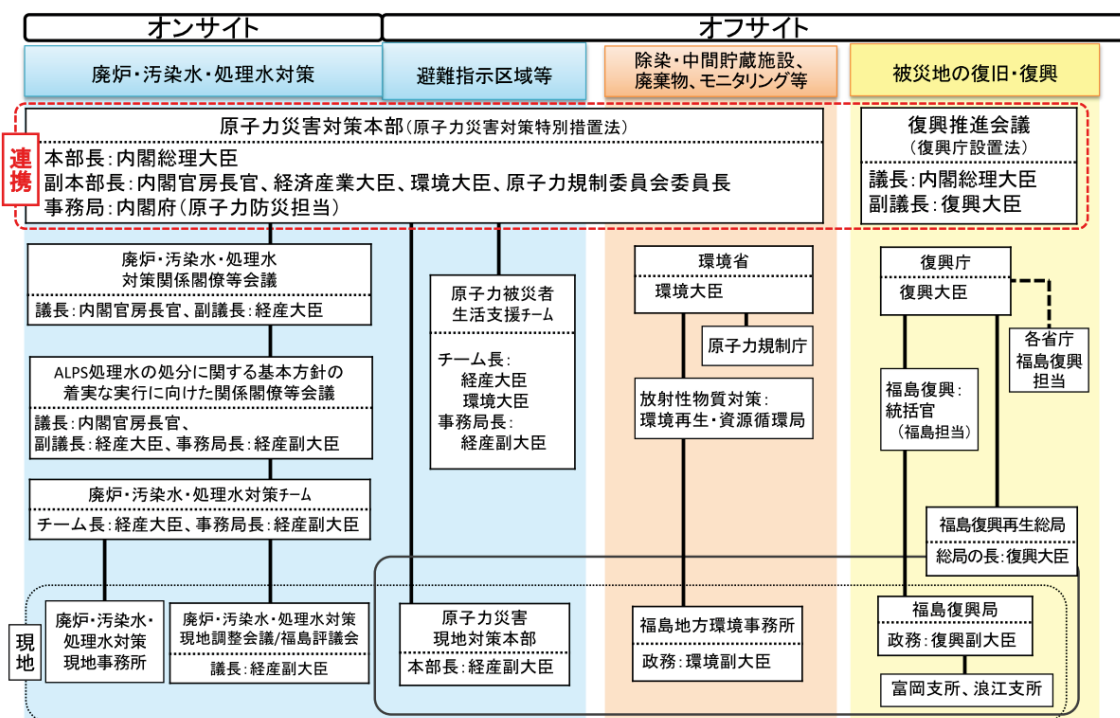 オンサイト
オフサイト
廃炉・汚染水・処理水対策
避難指示区域等
除染・中間貯蔵施設、
廃棄物、モニタリング等
被災地の復旧・復興
連携
原子力災害対策本部(原子力災害対策特別措置法)
本部長:内閣総理大臣
副本部長:内閣官房長官、経済産業大臣、環境大臣、原子力規制委員会委員長
事務局:内閣府(原子力防災担当)
復興推進会議
(復興庁設置法)
議長:内閣総理大臣
副議長:復興大臣
廃炉・汚染水・処理水
対策関係閣僚等会議
議長:内閣官房長官、副議長:経産大臣
ALPS処理水の処分に関する基本方針の
着実な実行に向けた関係閣僚等会議
議長:内閣官房長官、
副議長:経産大臣、事務局長:経産副大臣
廃炉・汚染水・処理水対策チーム
チーム長:経産大臣、事務局長:経産副大臣
原子力被災者
生活支援チーム
チーム長:
経産大臣
環境大臣
事務局長:
経産副大臣
環境省
環境大臣
原子力規制庁
放射性物質対策:
環境再生・資源循環局
復興庁
復興大臣
各省庁
福島復興
担当
福島復興:
統括官
(福島担当)
福島復興再生総局
総局の長:復興大臣
現地
廃炉・汚染水・
処理水対策
現地事務所
廃炉・汚染水・処理水対策
現地調整会議/福島評議会
議長:経産副大臣
原子力災害
現地対策本部
本部長:経産副大臣
福島地方環境事務所
政務:環境副大臣
福島復興局
政務:復興副大臣
富岡支所、浪江支所